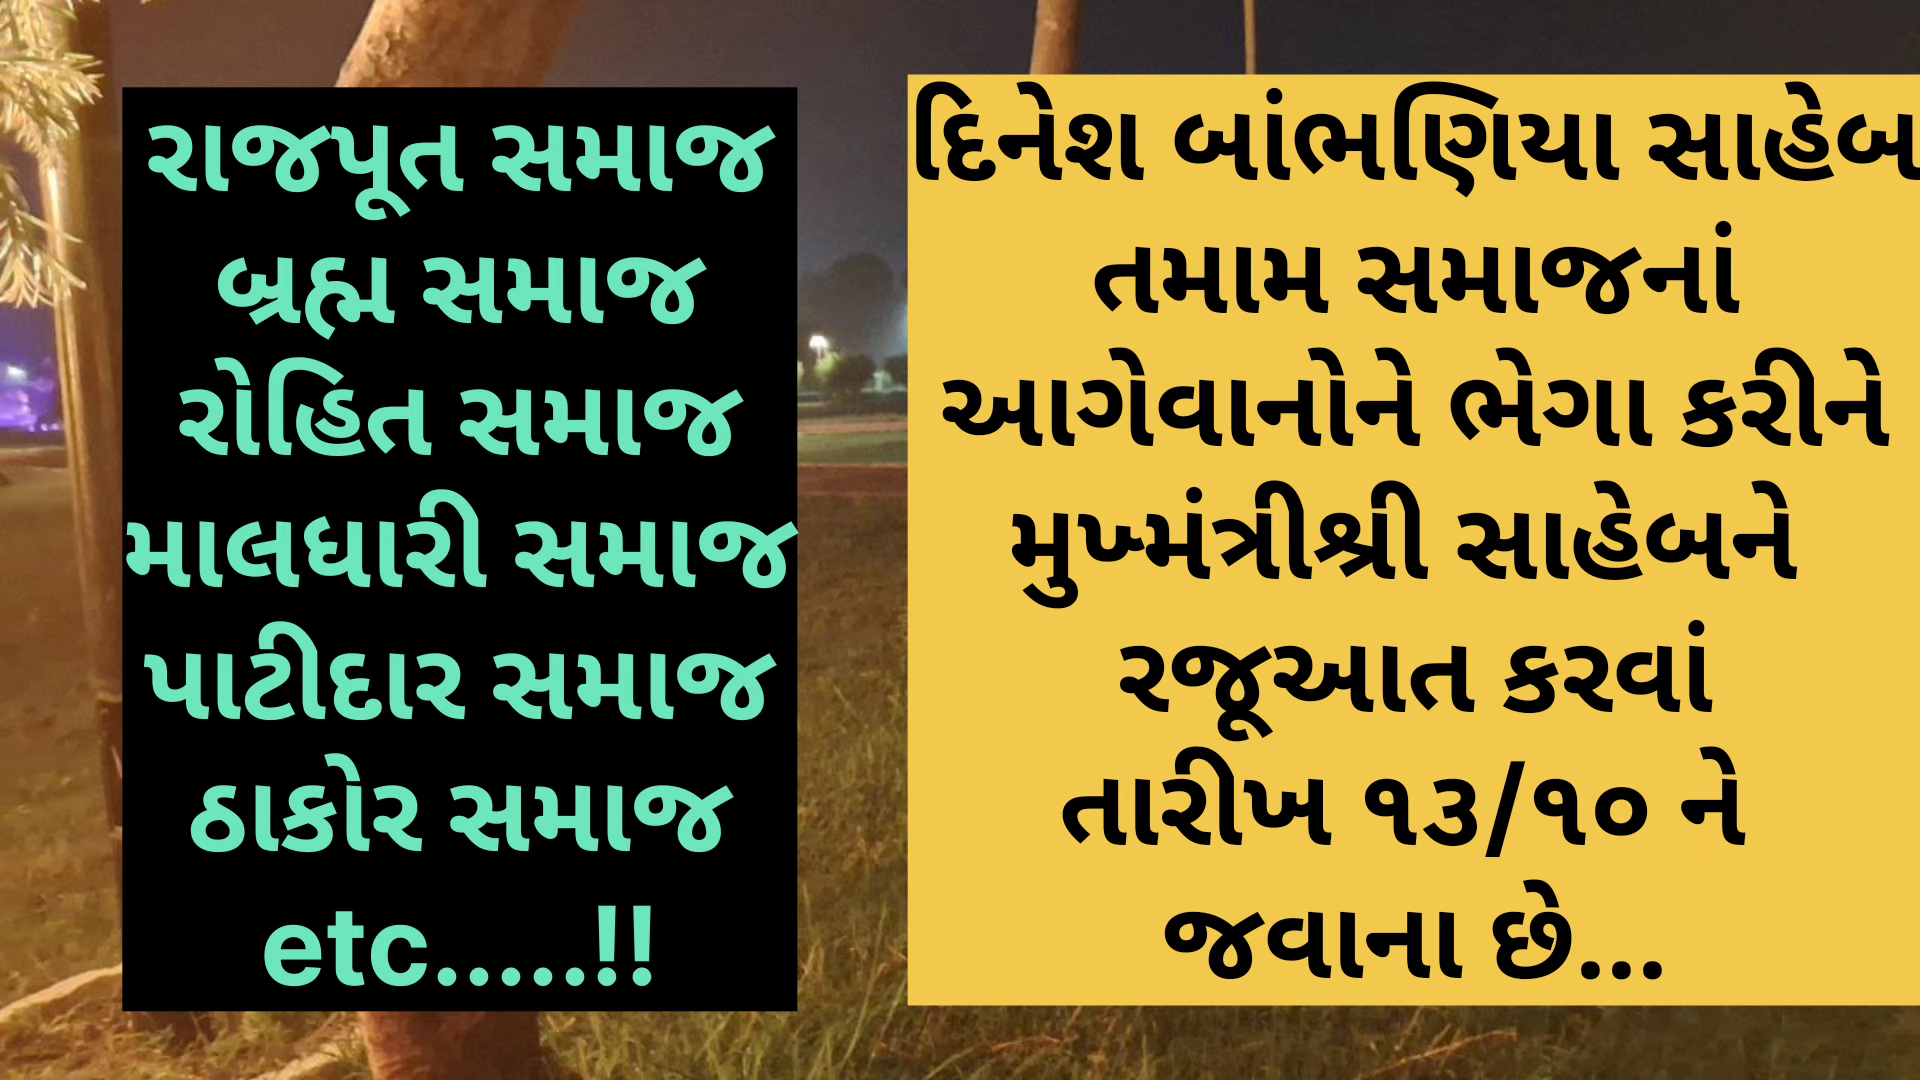 રાજપૂત સમાજ
બ્રહ્મ સમાજ
રોહિત સમાજ
માલધારી સમાજ
પાટીદાર સમાજ
ઠાકોર સમાજ
etc.....!!
દિનેશ બાંભણિયા સાહેબ
તમામ સમાજનાં
આગેવાનોને ભેગા કરીને
મુખ્મંત્રીશ્રી સાહેબને
રજૂઆત કરવાં
તારીખ ૧૩/૧૦ ને
જવાના છે...